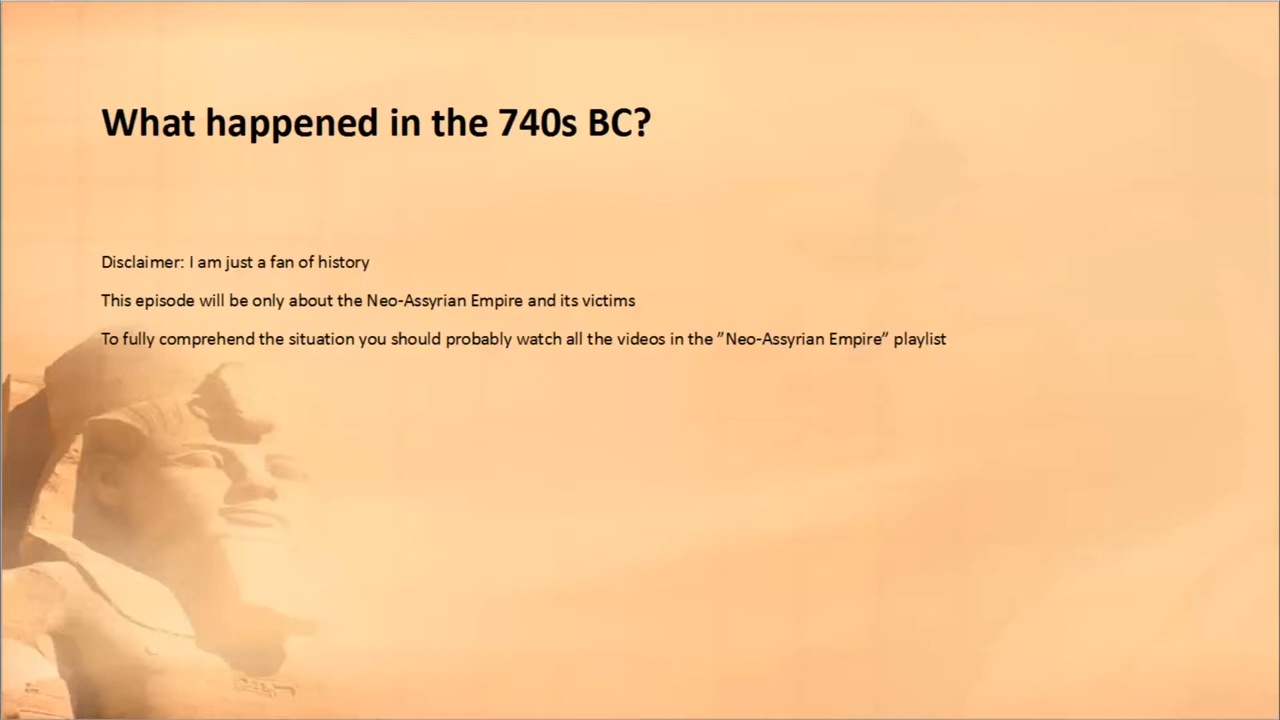 What happened in the 740s BC?
Disclaimer: I am just a fan of history
This episode will be only about the Neo-Assyrian Empire and its victims
To fully comprehend the situation you should probably watch all the videos in the ”Neo-Assyrian Empire” playlist